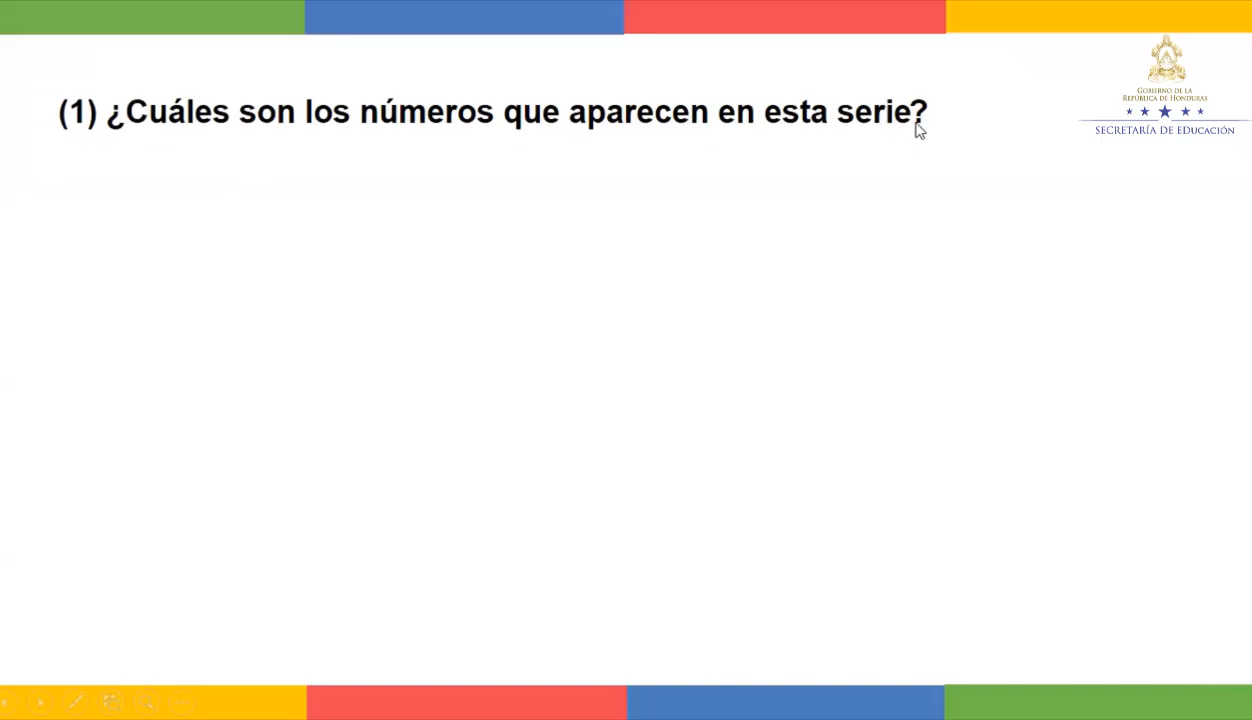 (1) ¿Cuáles son los números que aparecen en esta serie?
GOBIERNO DE LA
REPÚBLICA DE HONDURAS
SECRETARÍA DE EDUCACIÓN